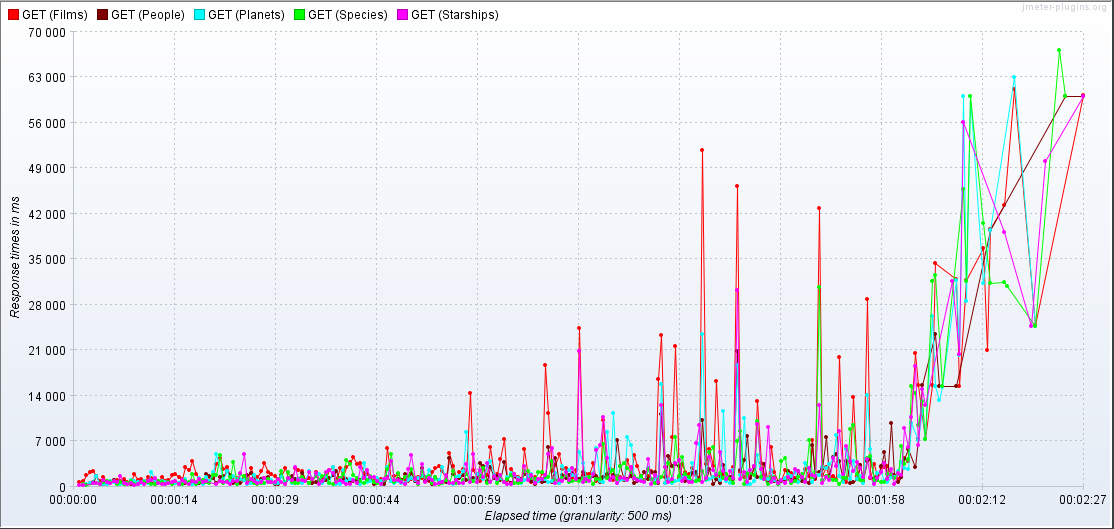 GET (Films) GET (People) GET (Planets) GET (Species) GET (Starships)
jmeter-plugins.org
70 000
63 000
56 000
49 000
42 000
35 000
28 000
21 000
14 000
7 000
0
Response times in ms
00:00:00 00:00:14 00:00:29 00:00:44 00:00:59 00:01:13 00:01:28 00:01:43 00:01:58 00:02:12 00:02:27
Elapsed time (granularity: 500 ms)